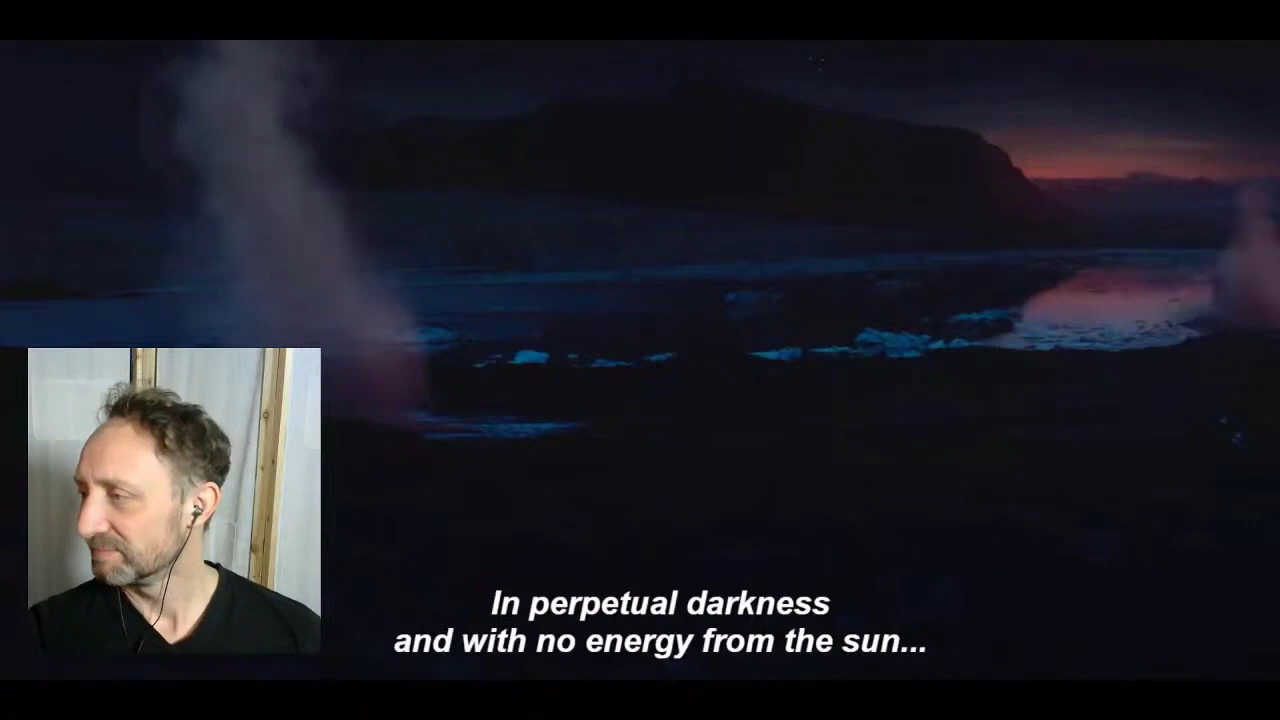 In perpetual darkness
and with no energy from the sun...